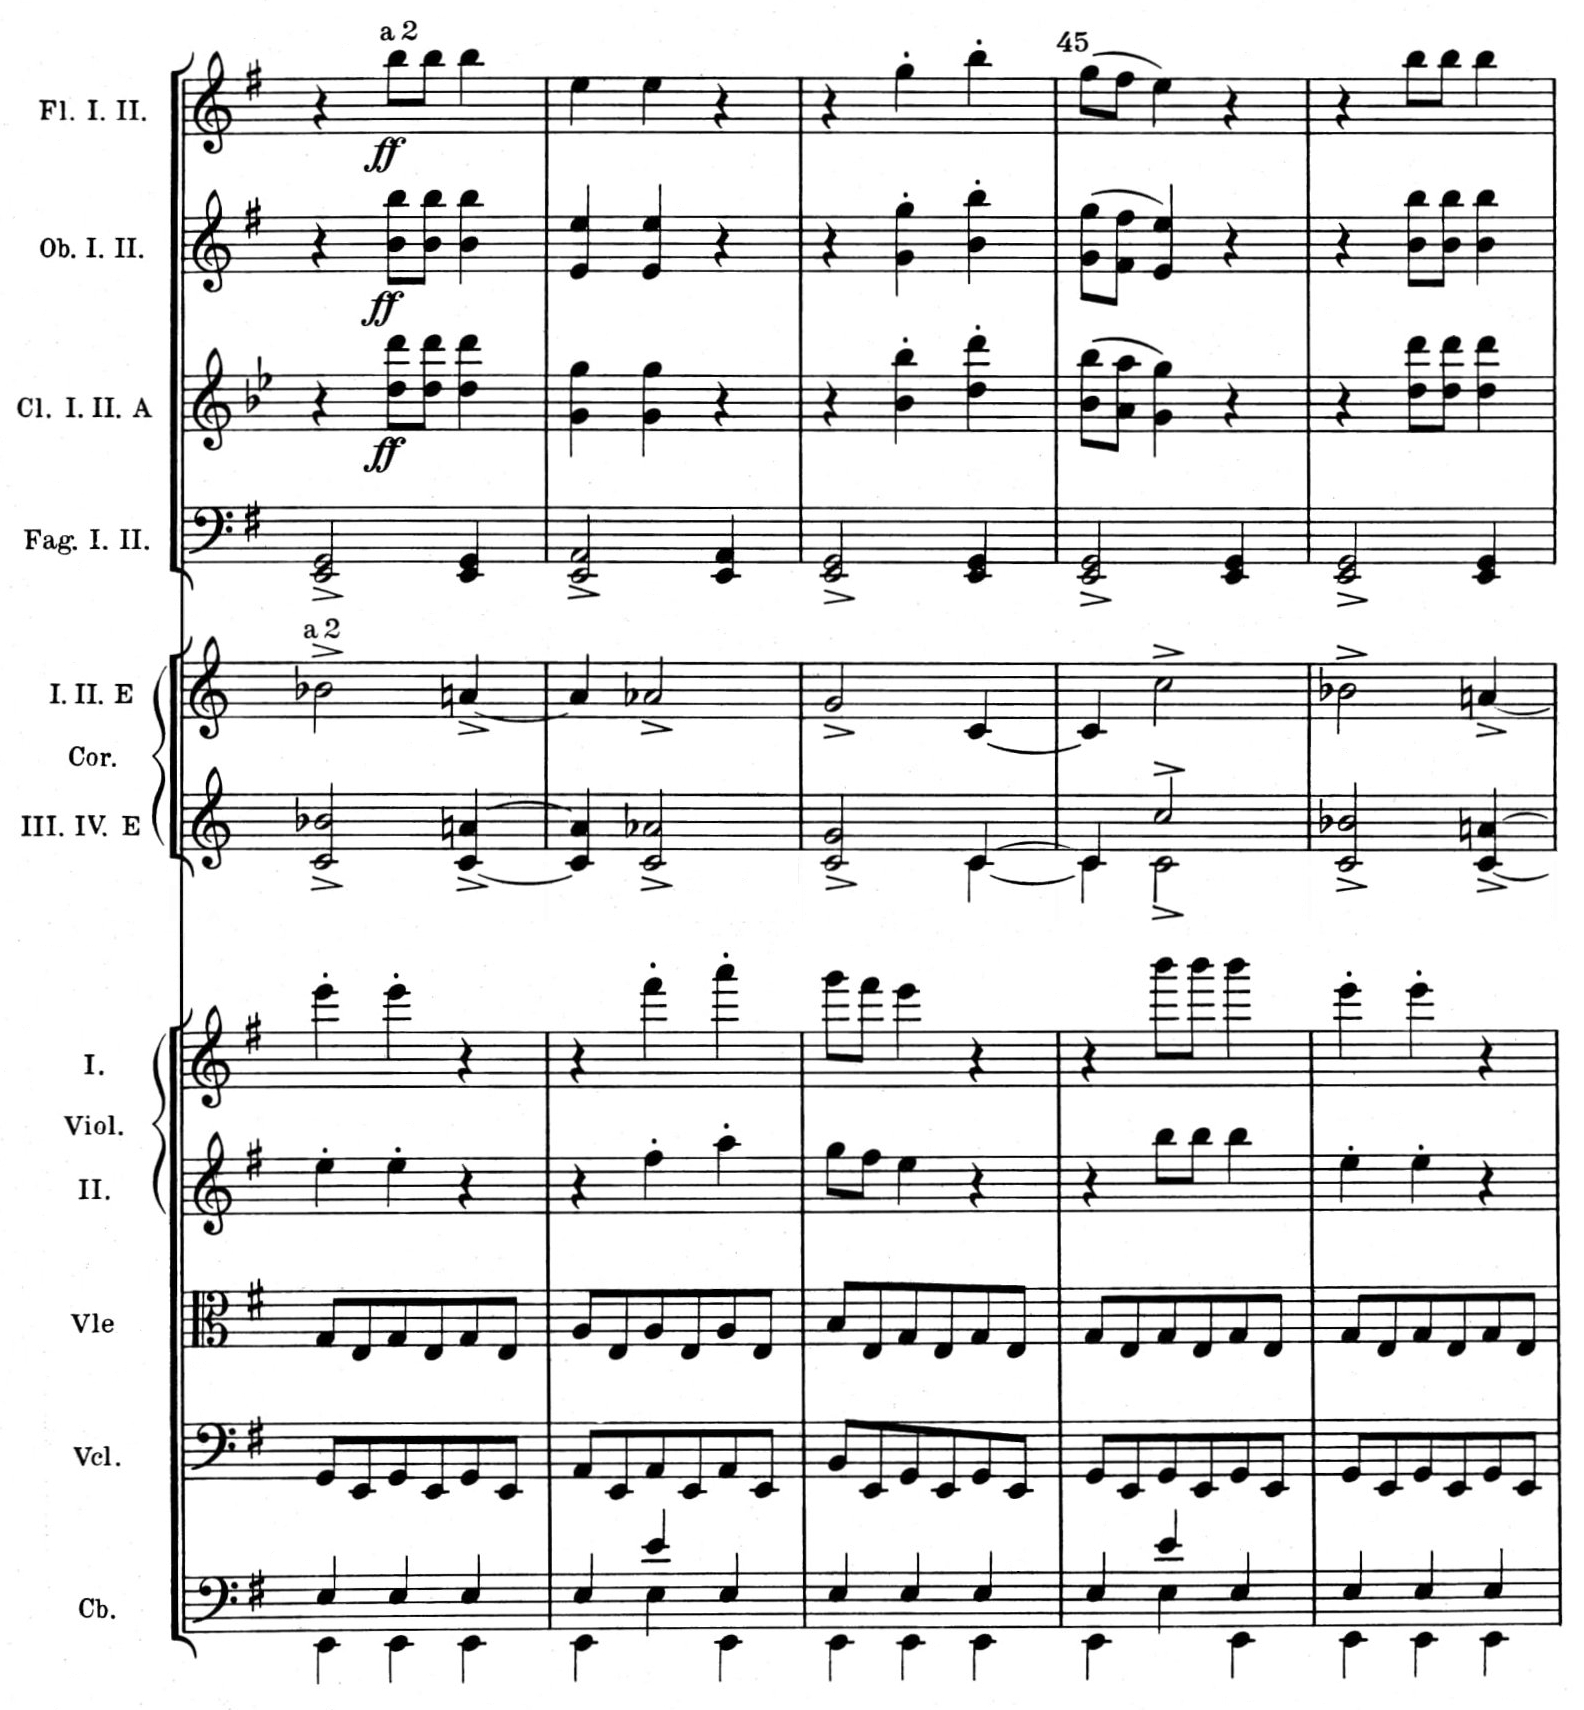 a 2
45
Fl. I. II.
ff
Ob. I. II.
ff
Cl. I. II. A
ff
Fag. I. II.
a 2
I. II. E
Cor.
III. IV. E
I.
Viol.
II.
Vle
Vcl.
Cb.